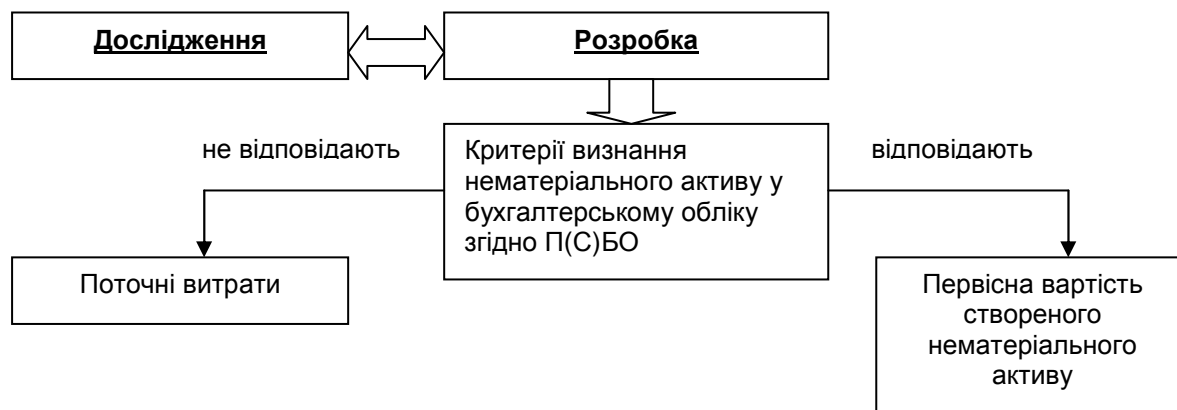 Дослідження
Розробка
не відповідають
Критерії визнання
нематеріального активу у
бухгалтерському обліку
згідно П(С)БО
відповідають
Поточні витрати
Первісна вартість
створеного
нематеріального
активу